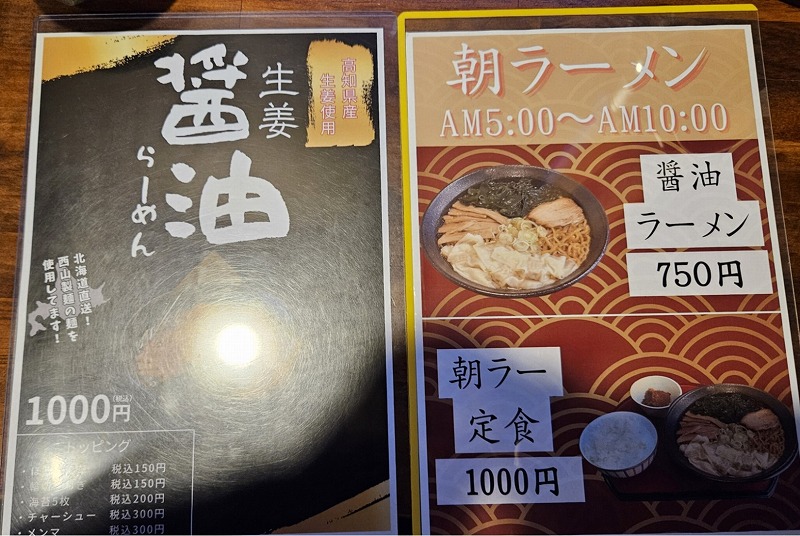 高知県産
生姜使用
生姜
醤油
らーめん
北海道直送！
西山製麺の麺を
使用してます！
1000円
(税込)
トッピング
税込150円
税込150円
・海苔5枚 税込200円
・チャーシュー 税込300円
・メンマ 税込300円
朝ラーメン
AM5:00～AM10:00
醤油
ラーメン
750円
朝ラー
定食
1000円